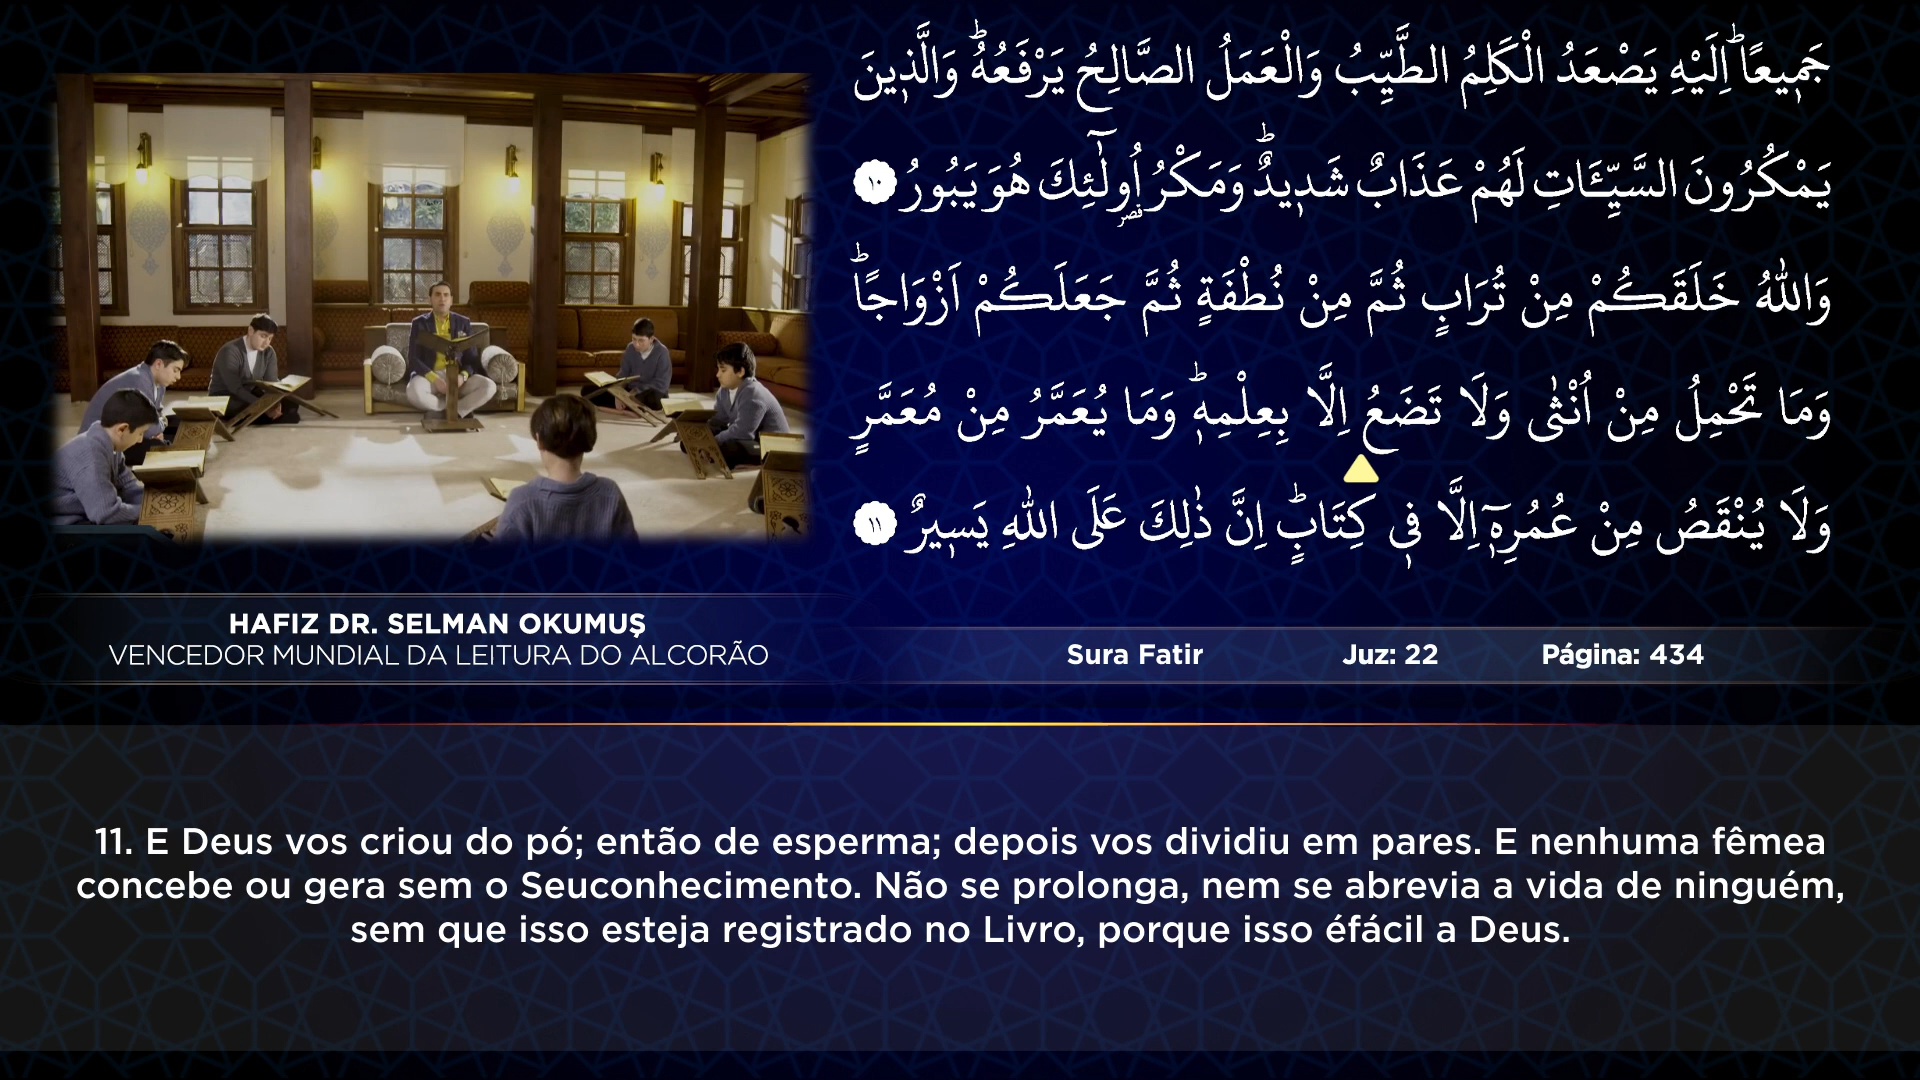 جَمٖيعًاؕ اِلَيْهِ يَصْعَدُ الْكَلِمُ الطَّيِّبُ وَالْعَمَلُ الصَّالِحُ يَرْفَعُهُؕ وَالَّذٖينَ
يَمْكُرُونَ السَّيِّـَٔاتِ لَهُمْ عَذَابٌ شَدٖيدٌؕ وَمَكْرُ اُو۬لٰٓئِكَ هُوَ يَبُورُ ١٠
وَاللّٰهُ خَلَقَكُمْ مِنْ تُرَابٍ ثُمَّ مِنْ نُطْفَةٍ ثُمَّ جَعَلَكُمْ اَزْوَاجًاؕ
وَمَا تَحْمِلُ مِنْ اُنْثٰى وَلَا تَضَعُ اِلَّا بِعِلْمِهٖؕ وَمَا يُعَمَّرُ مِنْ مُعَمَّرٍ
وَلَا يُنْقَصُ مِنْ عُمُرِهٖٓ اِلَّا فٖى كِتَابٍؕ اِنَّ ذٰلِكَ عَلَى اللّٰهِ يَسٖيرٌ ١١
HAFIZ DR. SELMAN OKUMUŞ
VENCEDOR MUNDIAL DA LEITURA DO ALCORÃO
Sura Fatir Juz: 22 Página: 434
11. E Deus vos criou do pó; então de esperma; depois vos dividiu em pares. E nenhuma fêmea
concebe ou gera sem o Seuconhecimento. Não se prolonga, nem se abrevia a vida de ninguém,
sem que isso esteja registrado no Livro, porque isso éfácil a Deus.